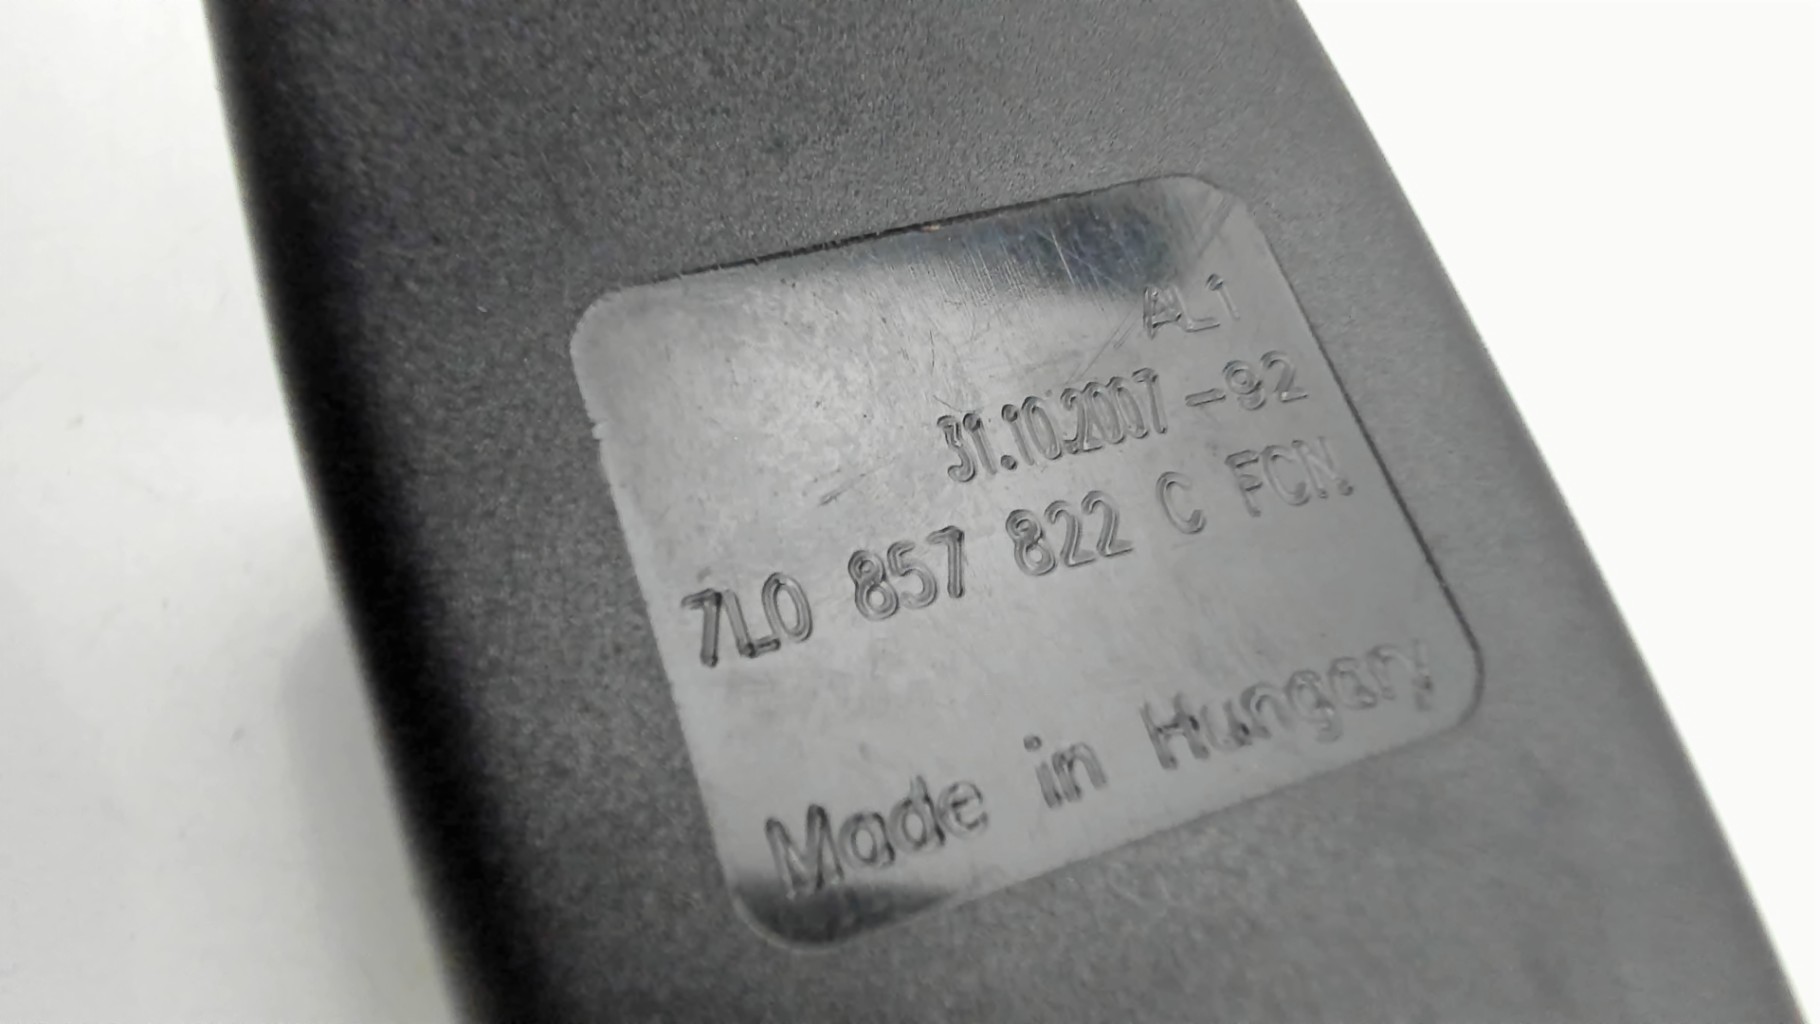 AL1
31.10.2007 -92
7L0 857 822 C FCN
Made in Hungary